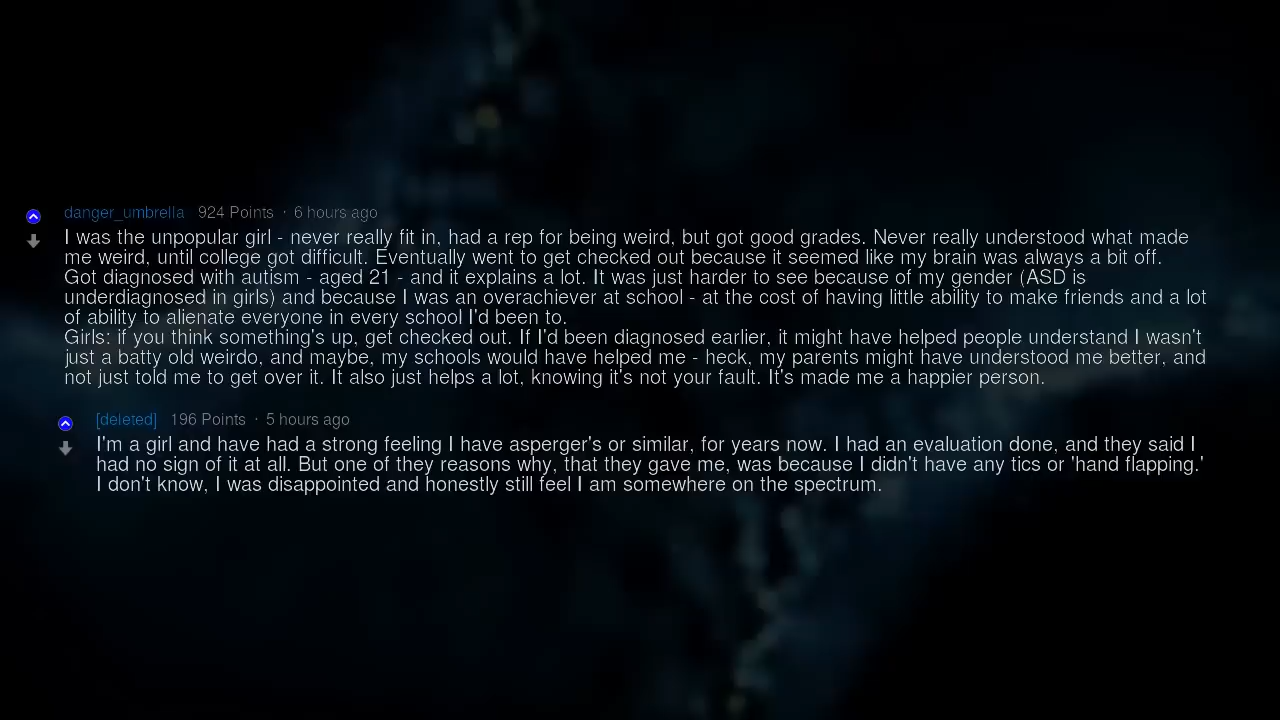 danger_umbrella 924 Points · 6 hours ago
I was the unpopular girl - never really fit in, had a rep for being weird, but got good grades. Never really understood what made
me weird, until college got difficult. Eventually went to get checked out because it seemed like my brain was always a bit off.
Got diagnosed with autism - aged 21 - and it explains a lot. It was just harder to see because of my gender (ASD is
underdiagnosed in girls) and because I was an overachiever at school - at the cost of having little ability to make friends and a lot
of ability to alienate everyone in every school I'd been to.
Girls: if you think something's up, get checked out. If I'd been diagnosed earlier, it might have helped people understand I wasn't
just a batty old weirdo, and maybe, my schools would have helped me - heck, my parents might have understood me better, and
not just told me to get over it. It also just helps a lot, knowing it's not your fault. It's made me a happier person.
[deleted] 196 Points · 5 hours ago
I'm a girl and have had a strong feeling I have asperger's or similar, for years now. I had an evaluation done, and they said I
had no sign of it at all. But one of they reasons why, that they gave me, was because I didn't have any tics or 'hand flapping.'
I don't know, I was disappointed and honestly still feel I am somewhere on the spectrum.